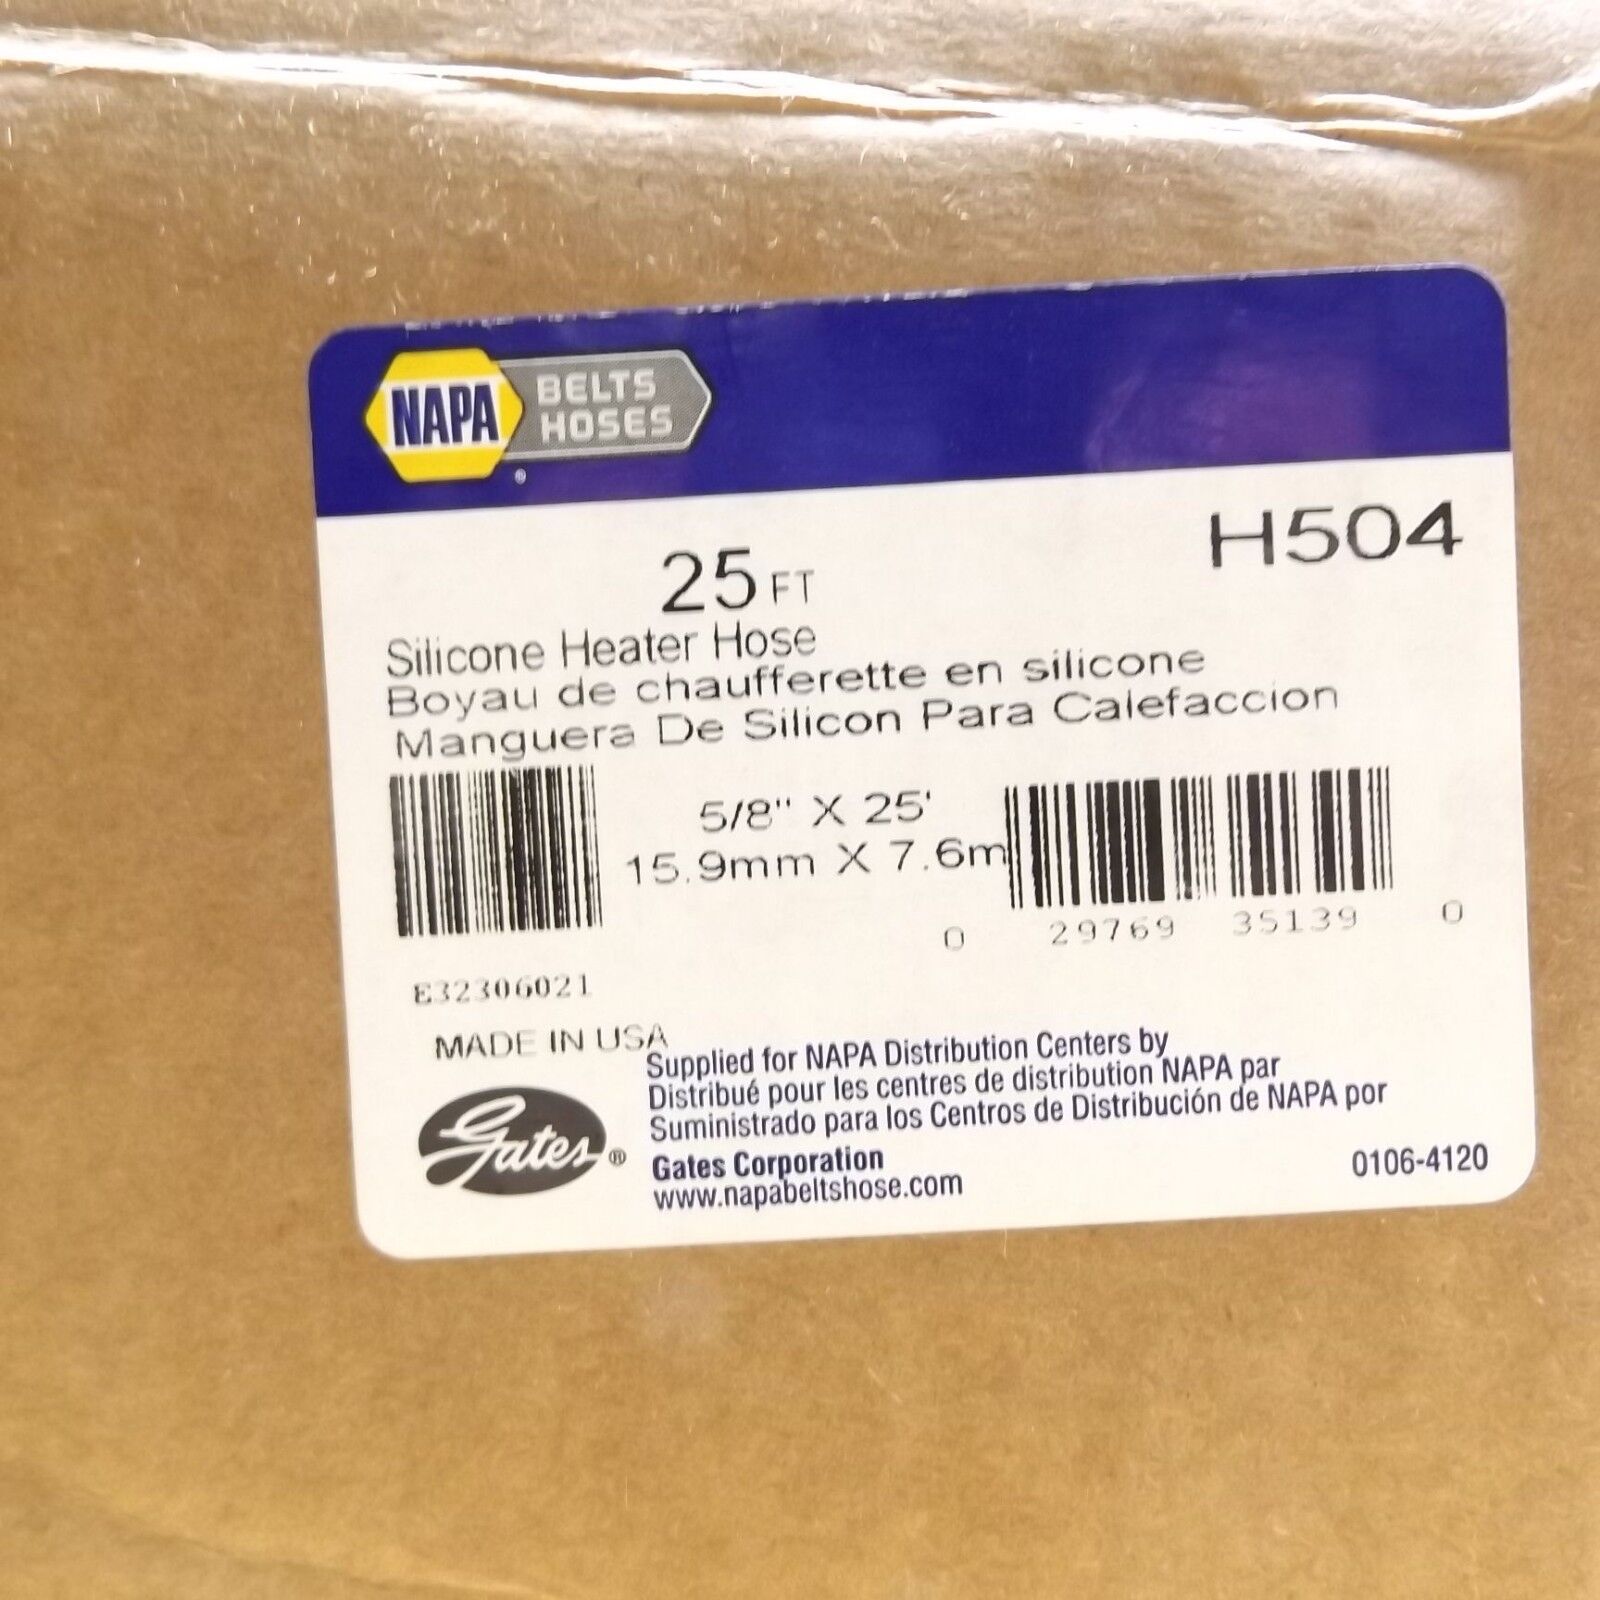 NAPA
BELTS
HOSES
®
H504
25 FT
Silicone Heater Hose
Boyau de chaufferette en silicone
Manguera De Silicon Para Calefaccion
5/8" X 25'
15.9mm X 7.6m
0 29769 35139 0
E32306021
MADE IN USA
Gates®
Supplied for NAPA Distribution Centers by
Distribué pour les centres de distribution NAPA par
Suministrado para los Centros de Distribución de NAPA por
Gates Corporation
www.napabeltshose.com
0106-4120